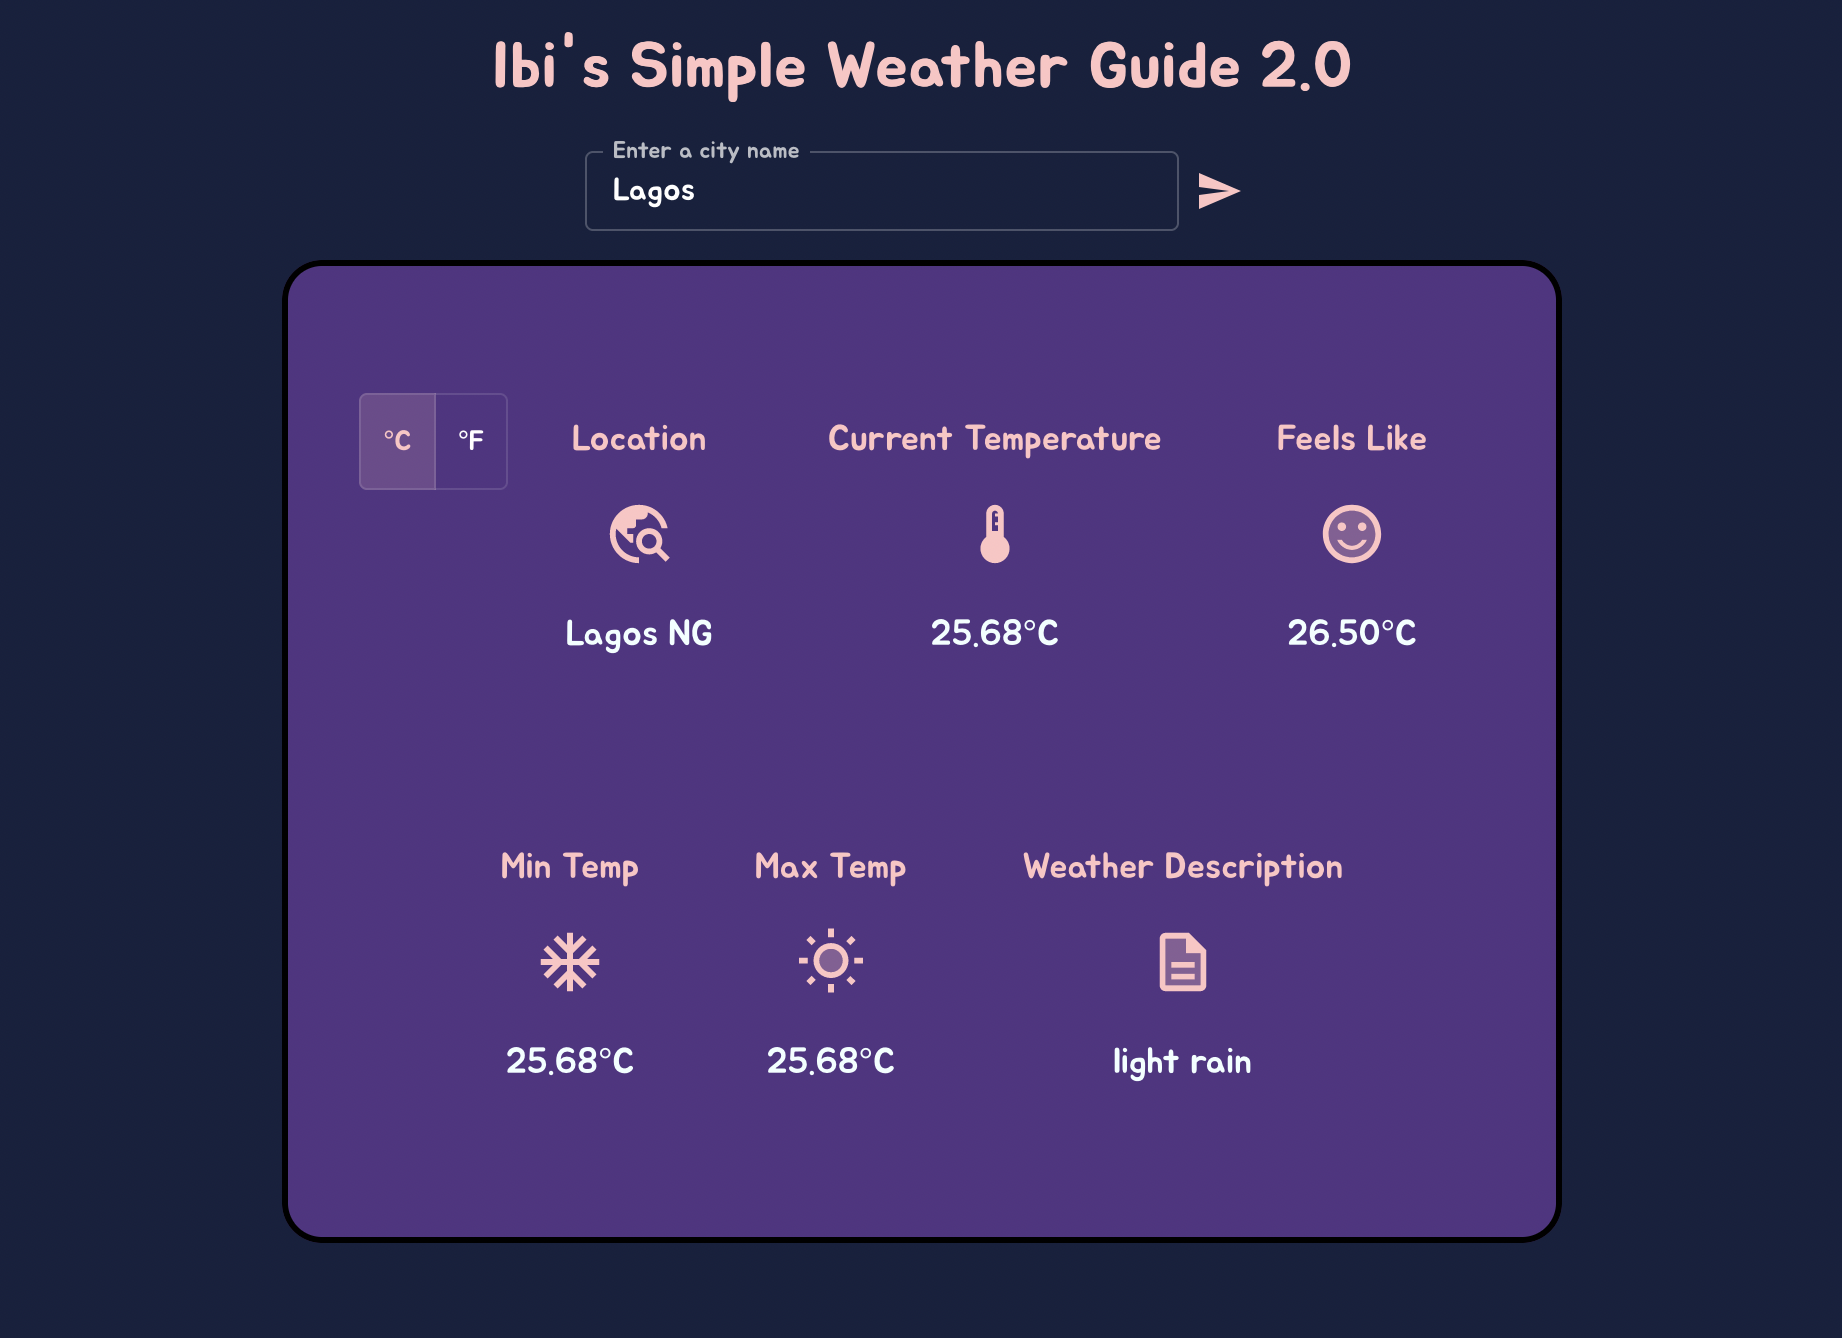 Ibi's Simple Weather Guide 2.0
Enter a city name
Lagos
°C °F
Location Current Temperature Feels Like
Lagos NG 25.68°C 26.50°C
Min Temp Max Temp Weather Description
25.68°C 25.68°C light rain